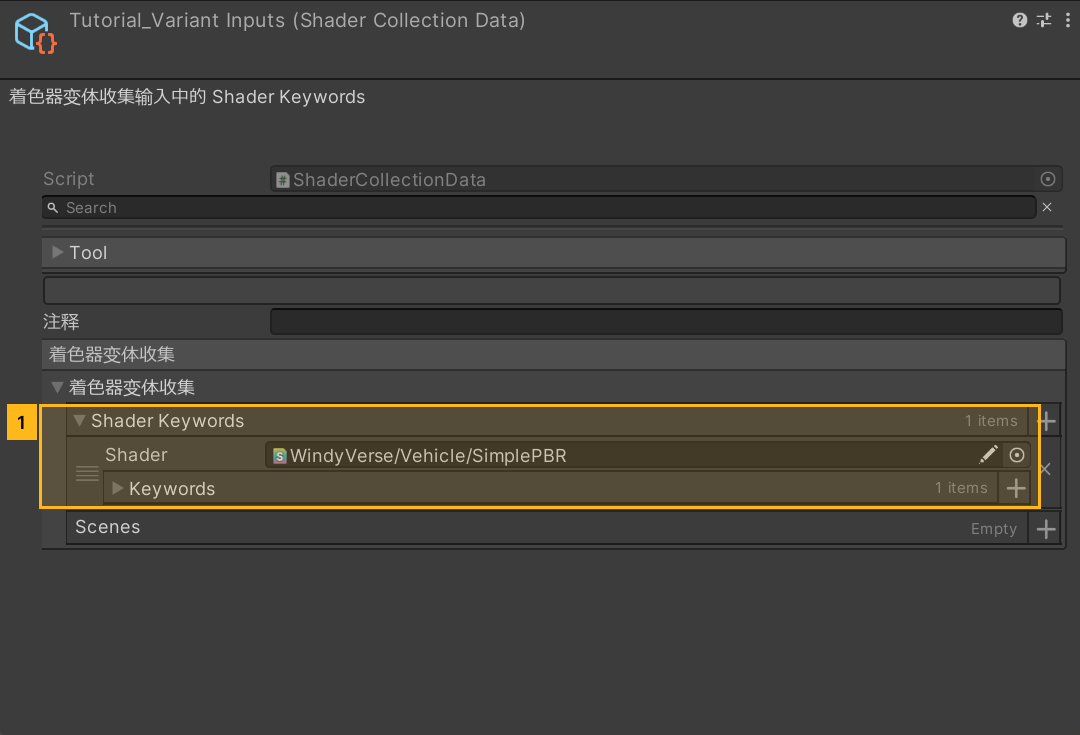 Tutorial_Variant Inputs (Shader Collection Data)
着色器变体收集输入中的 Shader Keywords
Script
ShaderCollectionData
Search
Tool
注释
着色器变体收集
着色器变体收集
1
Shader Keywords
1 items
Shader
WindyVerse/Vehicle/SimplePBR
Keywords
1 items
Scenes
Empty